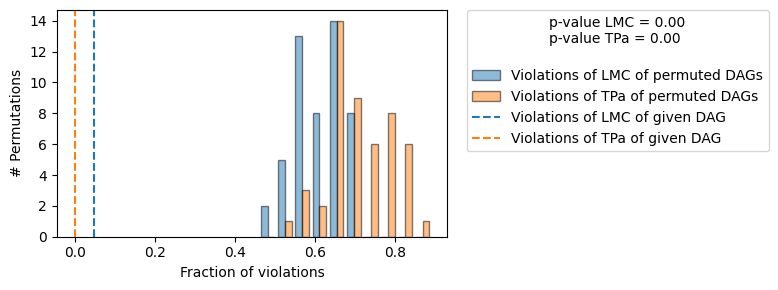 14
12
10
8
6
4
2
0
# Permutations
0.0 0.2 0.4 0.6 0.8
Fraction of violations
p-value LMC = 0.00
p-value TPa = 0.00
Violations of LMC of permuted DAGs
Violations of TPa of permuted DAGs
Violations of LMC of given DAG
Violations of TPa of given DAG